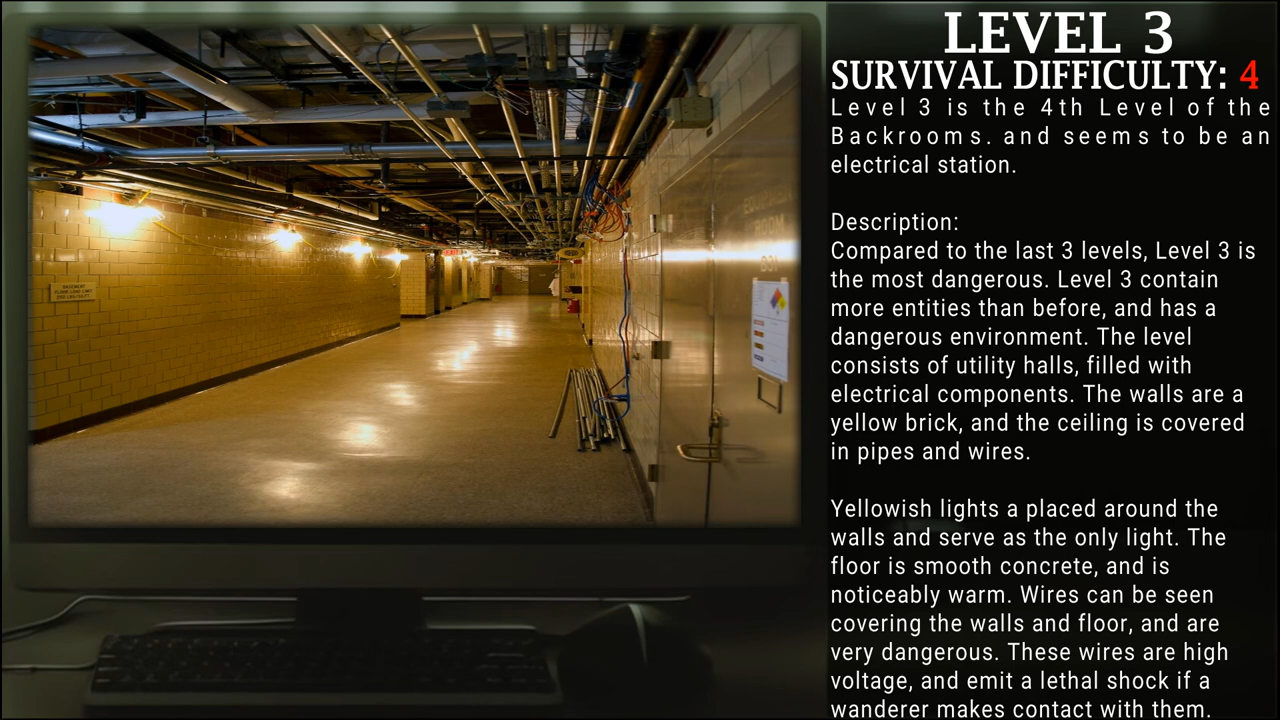 LEVEL 3
SURVIVAL DIFFICULTY: 4
Level 3 is the 4th Level of the
Backrooms. and seems to be an
electrical station.
Description:
Compared to the last 3 levels, Level 3 is
the most dangerous. Level 3 contain
more entities than before, and has a
dangerous environment. The level
consists of utility halls, filled with
electrical components. The walls are a
yellow brick, and the ceiling is covered
in pipes and wires.
Yellowish lights a placed around the
walls and serve as the only light. The
floor is smooth concrete, and is
noticeably warm. Wires can be seen
covering the walls and floor, and are
very dangerous. These wires are high
voltage, and emit a lethal shock if a
wanderer makes contact with them.
BASEMENT
FLOOR LOAD LIMIT
ROOM